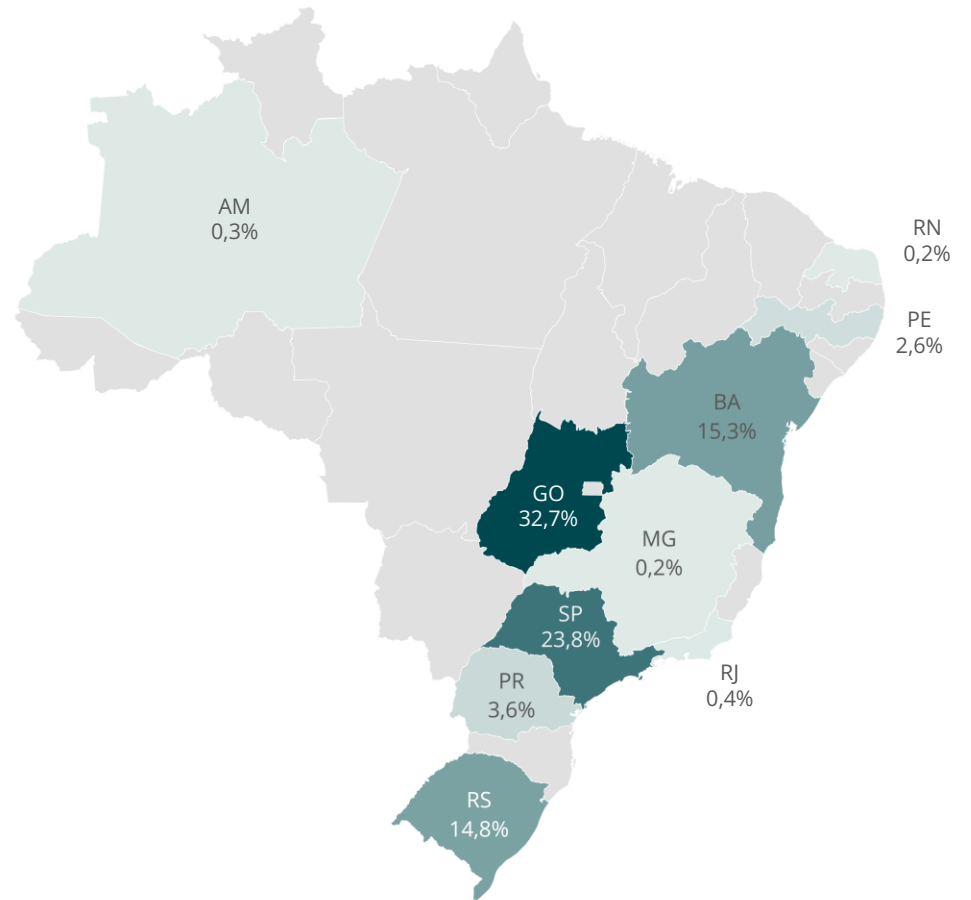 AM
0,3%
RN
0,2%
PE
2,6%
BA
15,3%
GO
32,7%
MG
0,2%
SP
23,8%
RJ
0,4%
PR
3,6%
RS
14,8%